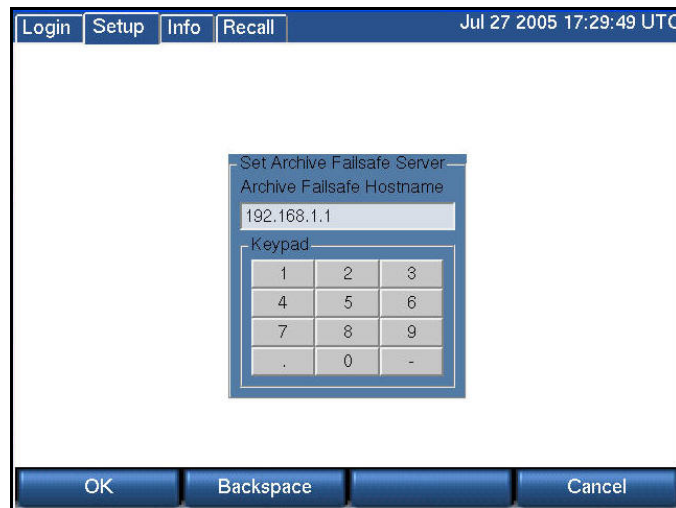 Login Setup Info Recall Jul 27 2005 17:29:49 UTC
Set Archive Failsafe Server
Archive Failsafe Hostname
192.168.1.1
Keypad
1 2 3
4 5 6
7 8 9
. 0 -
OK Backspace Cancel